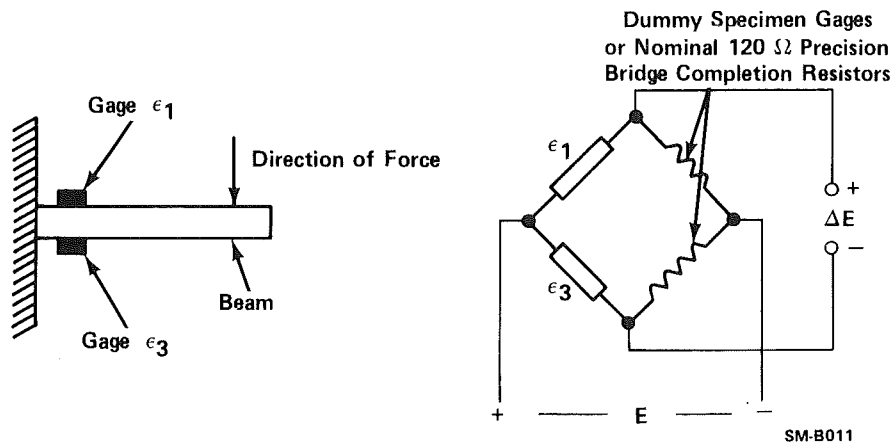 Dummy Specimen Gages
or Nominal 120 Ω Precision
Bridge Completion Resistors
Gage ϵ1
Direction of Force
Beam
Gage ϵ3
ϵ1
ϵ3
+
ΔE
−
+ E −
SM-B011